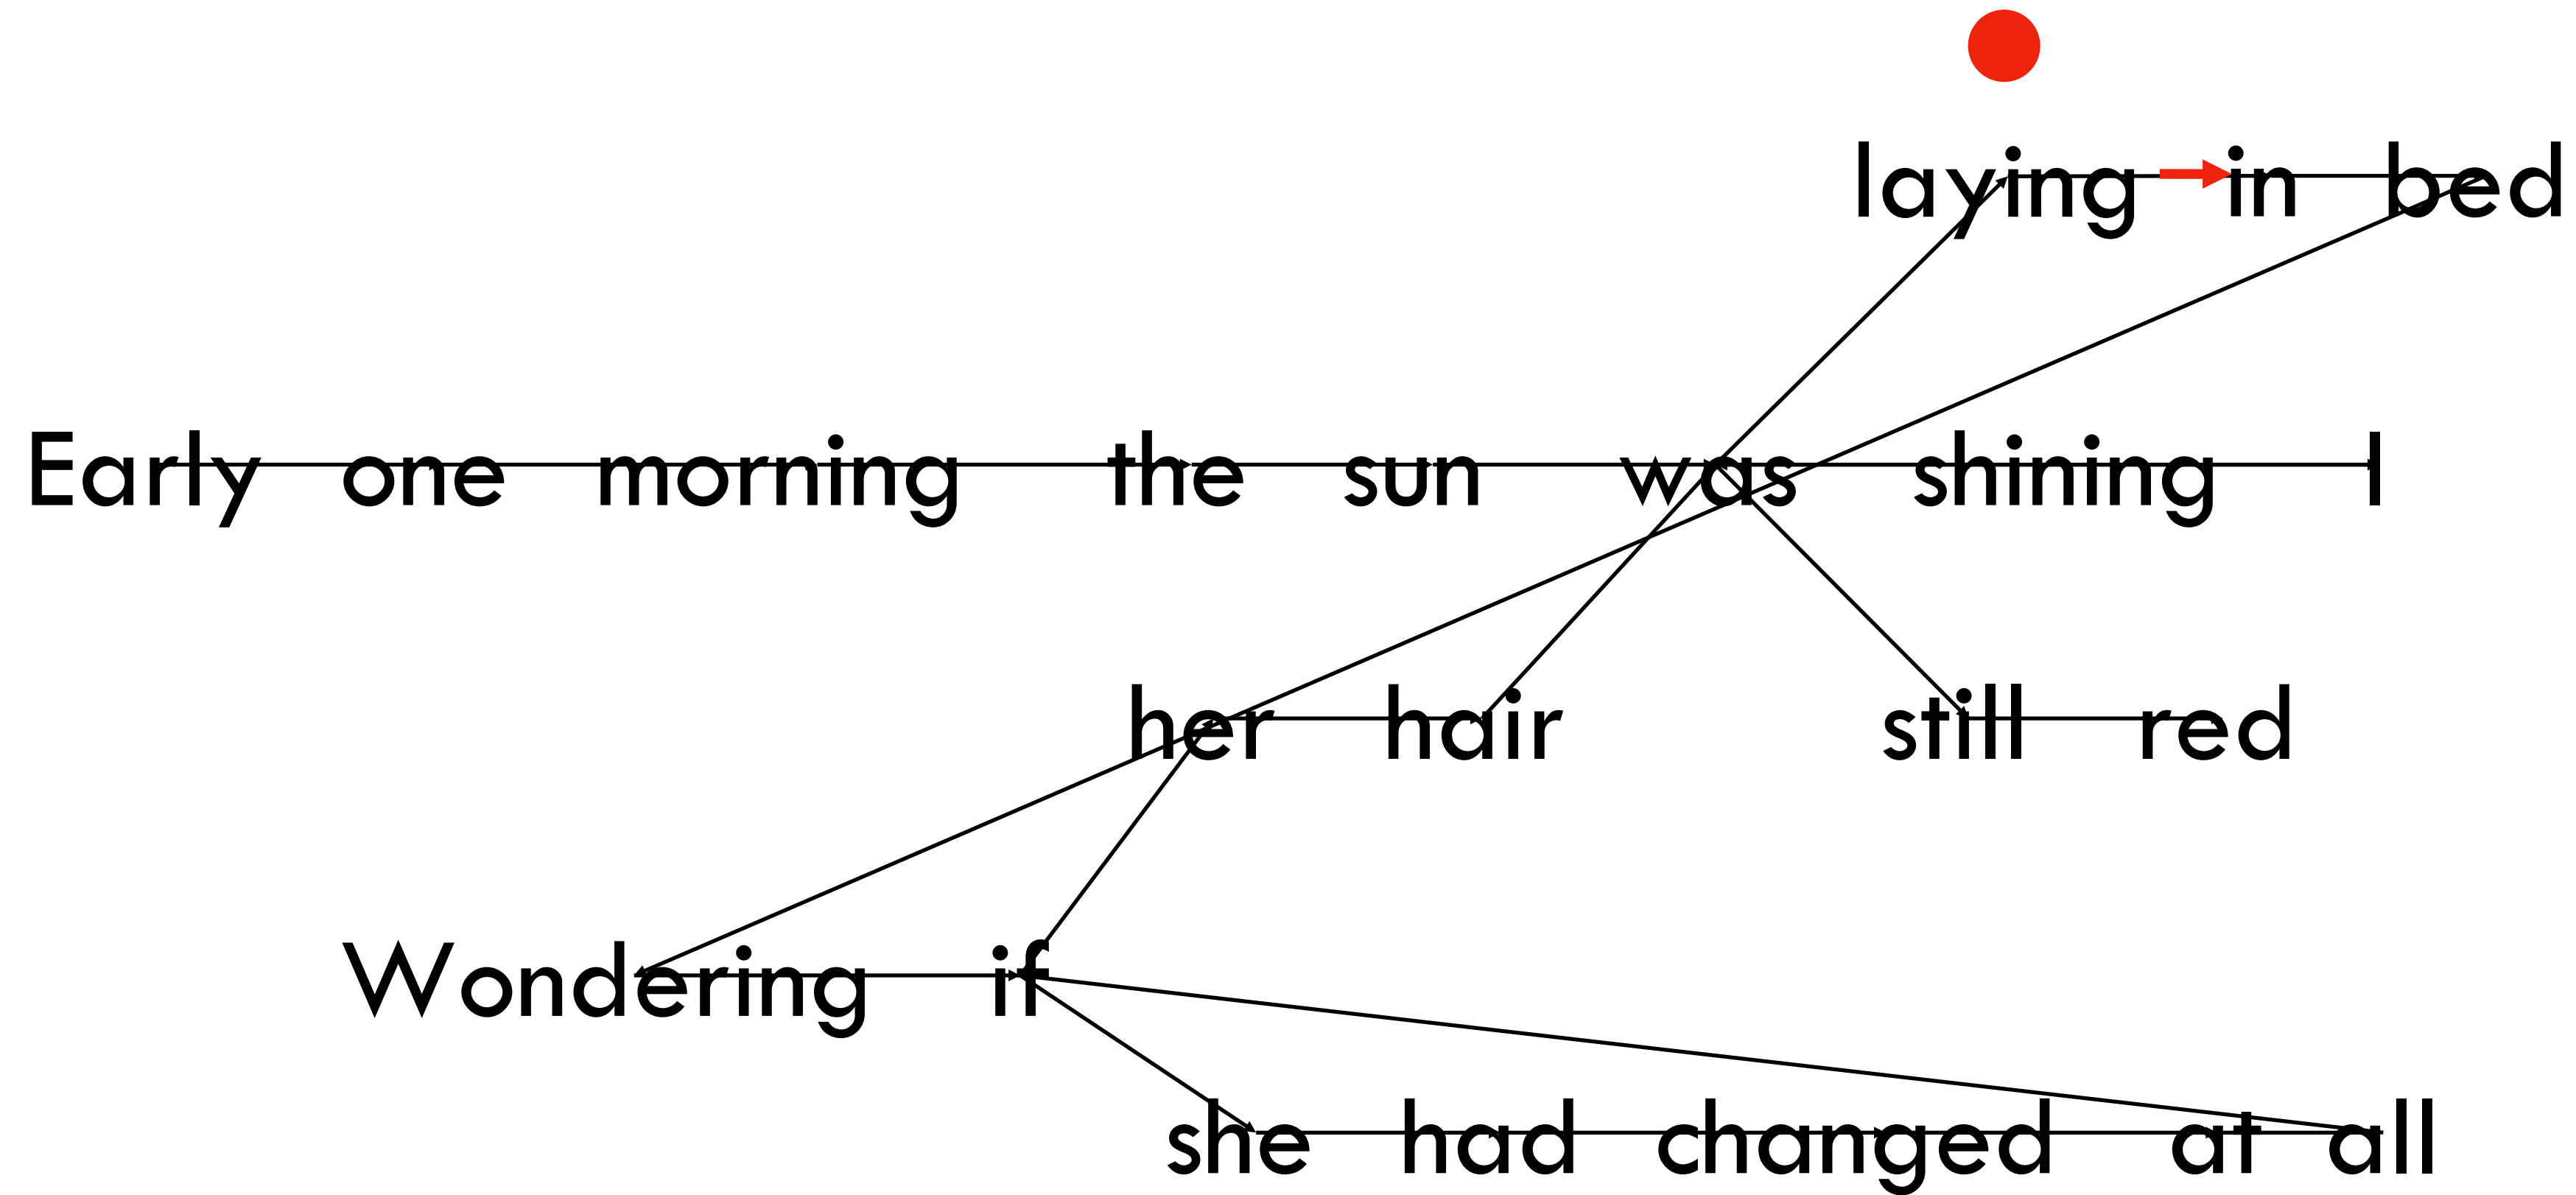 laying in bed
Early one morning the sun was shining I
her hair still red
Wondering if
she had changed at all